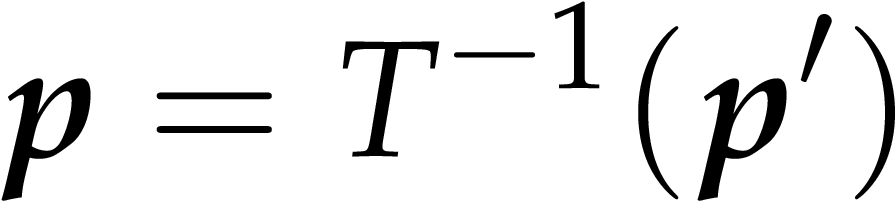 p = T⁻¹(p′)